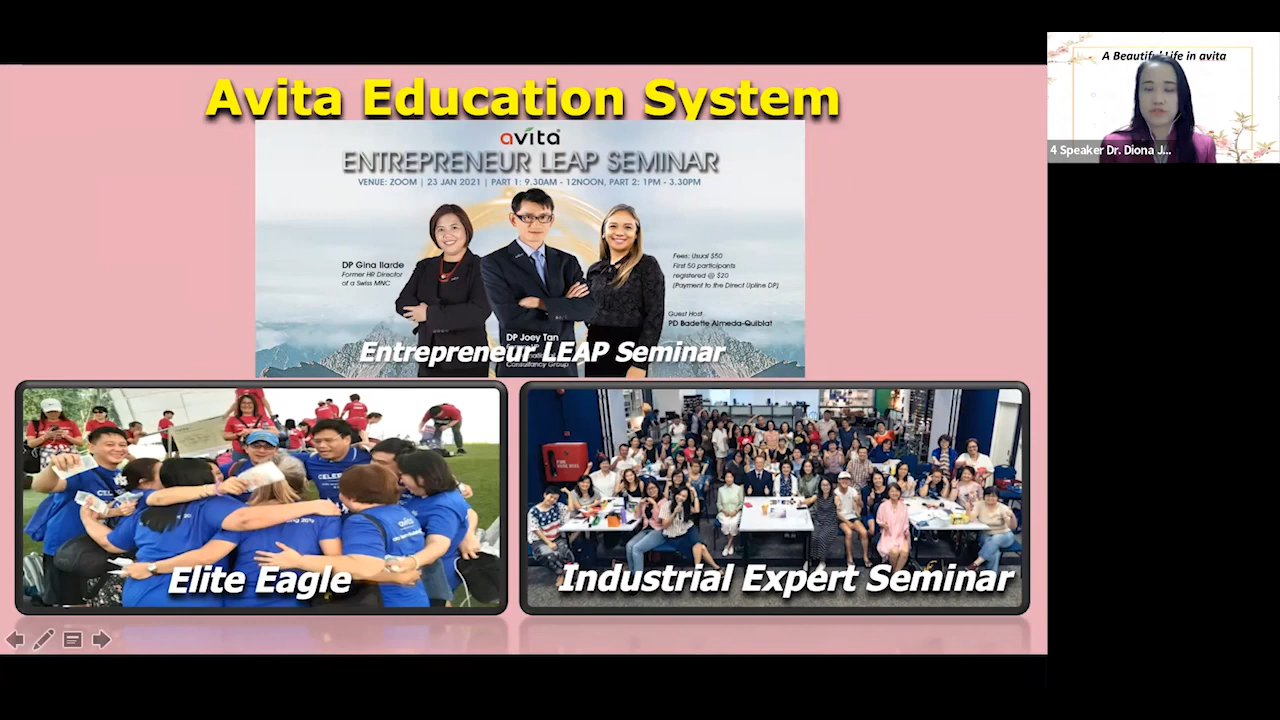 Avita Education System
avita
ENTREPRENEUR LEAP SEMINAR
VENUE: ZOOM | 23 JAN 2021 | PART 1: 9.30AM - 12NOON, PART 2: 1PM - 3.30PM
DP Gina Ilarde
Former HR Director
of a Swiss MNC
Fees: Usual $50
First 50 participants
registered @ $20
(Payment to the Direct Upline DP)
Guest Host:
PD Badette Almeda-Quiblat
DP Joey Tan
Consultancy Group
Entrepreneur LEAP Seminar
Elite Eagle
Industrial Expert Seminar
A Beautiful Life in avita
4 Speaker Dr. Diona J...